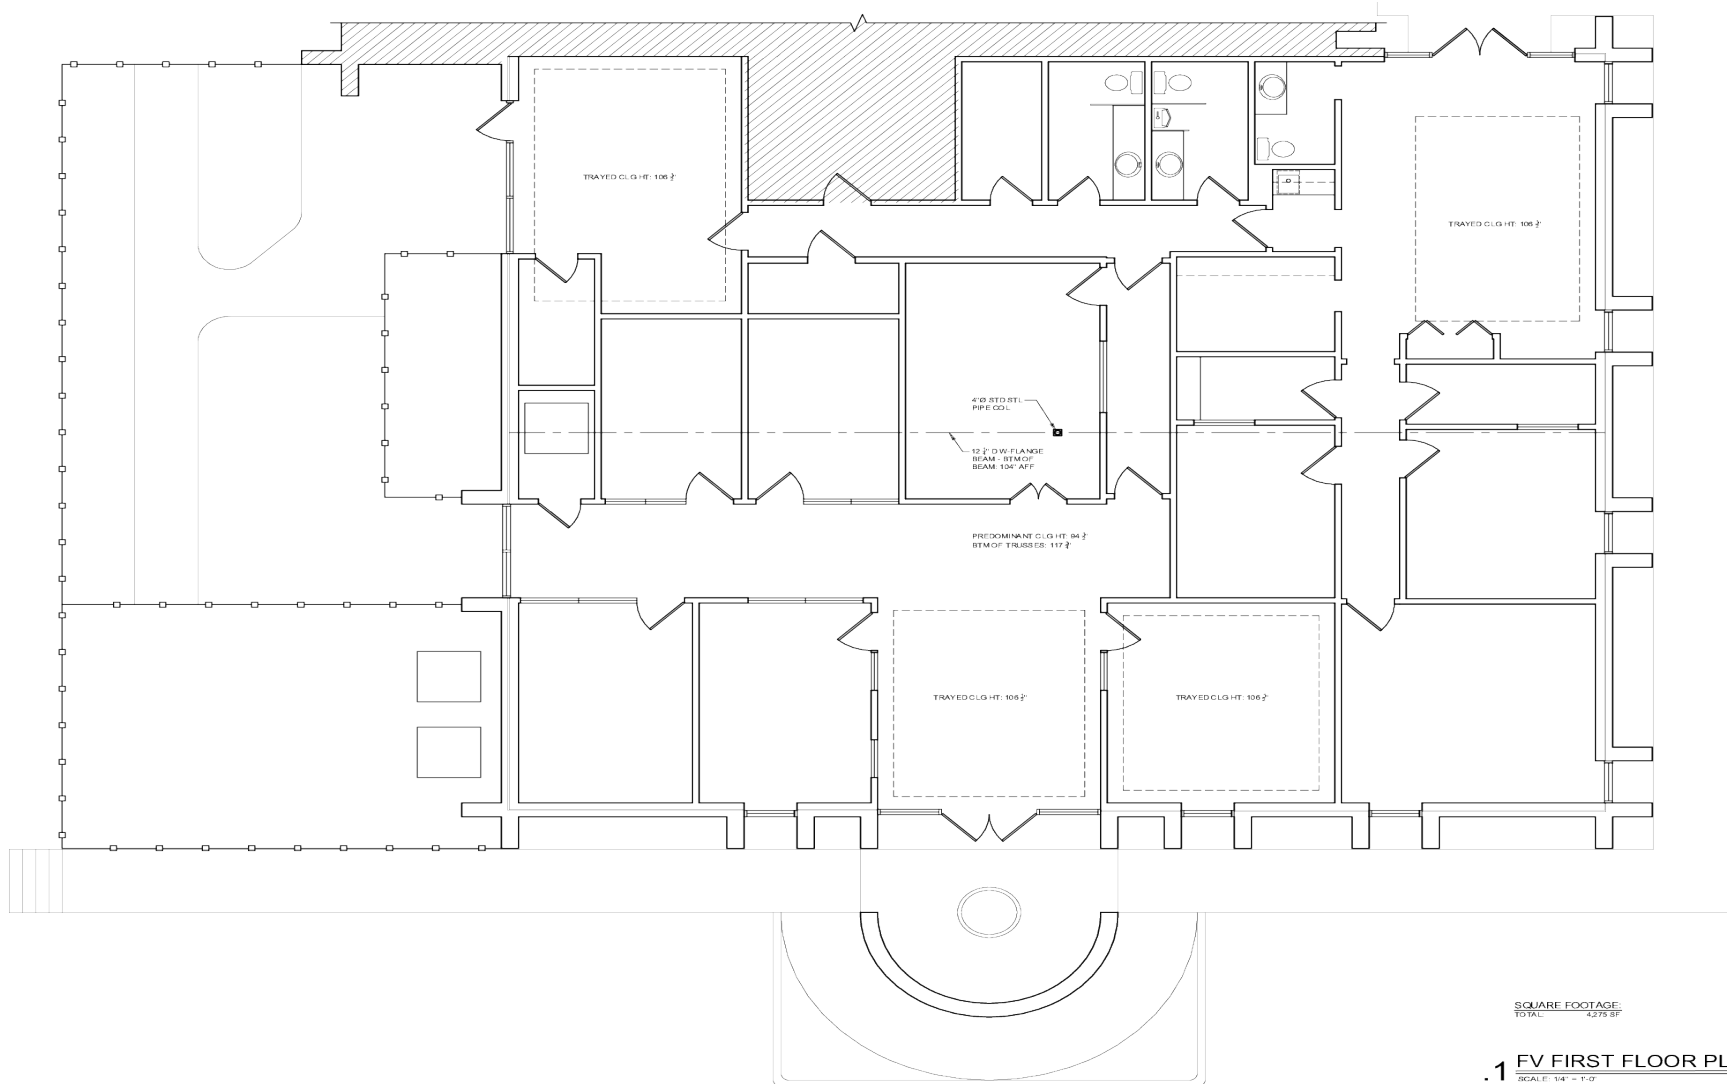 TRAYED CLG HT: 106 ½"
TRAYED CLG HT: 106 ½"
4"Ø STD STL
PIPE COL
12 ¼" D W-FLANGE
BEAM - BTM OF
BEAM: 104" AFF
PREDOMINANT CLG HT: 94 ½"
BTM OF TRUSSES: 117 ¾"
TRAYED CLG HT: 106 ½"
TRAYED CLG HT: 106 ½"
SQUARE FOOTAGE:
TOTAL: 4,275 SF
.1 FV FIRST FLOOR PL
SCALE: 1/4" = 1'-0"